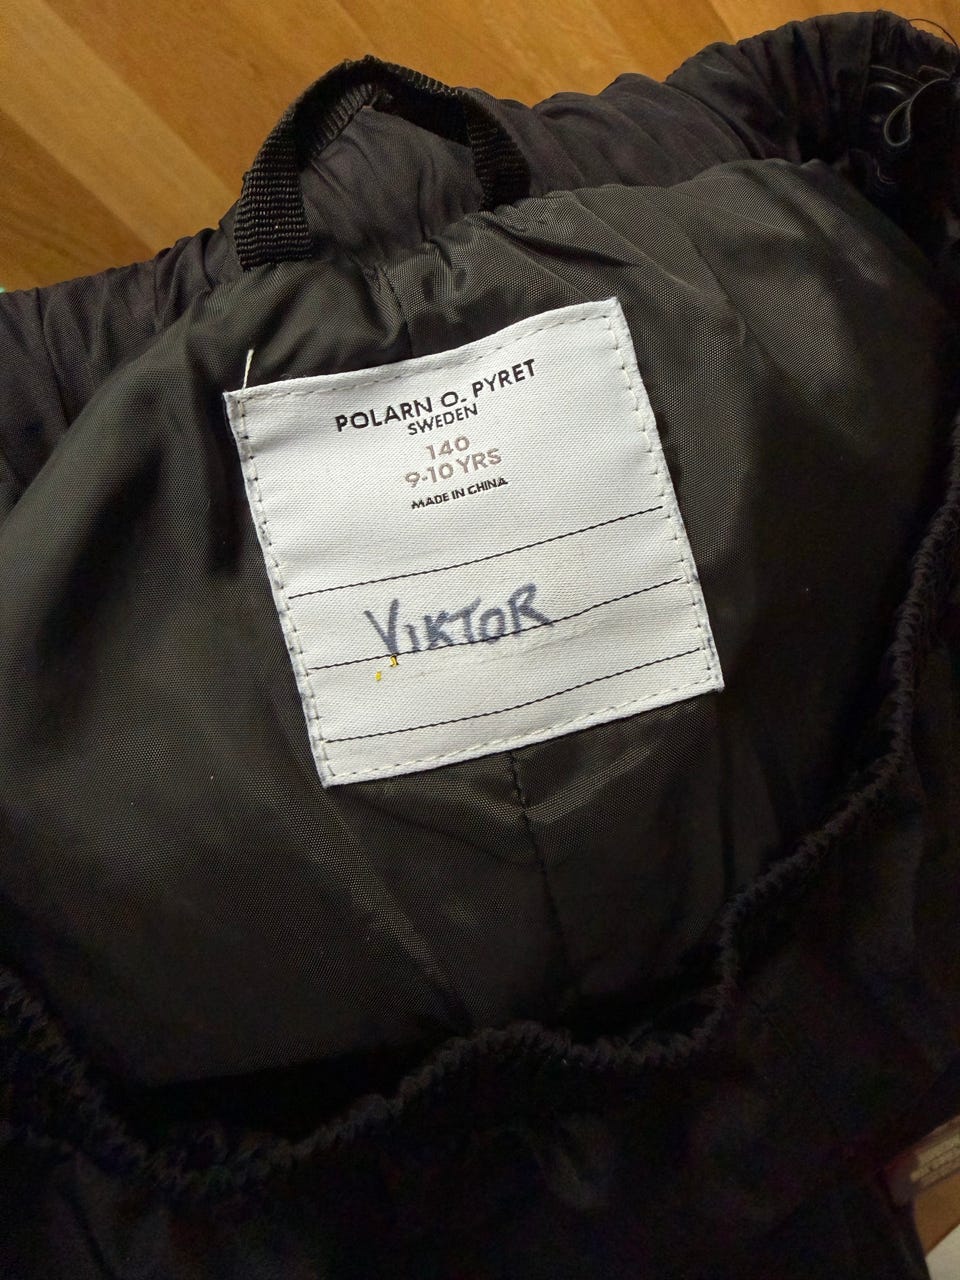 POLARN O. PYRET
SWEDEN
140
9-10 YRS
MADE IN CHINA
VIKTOR